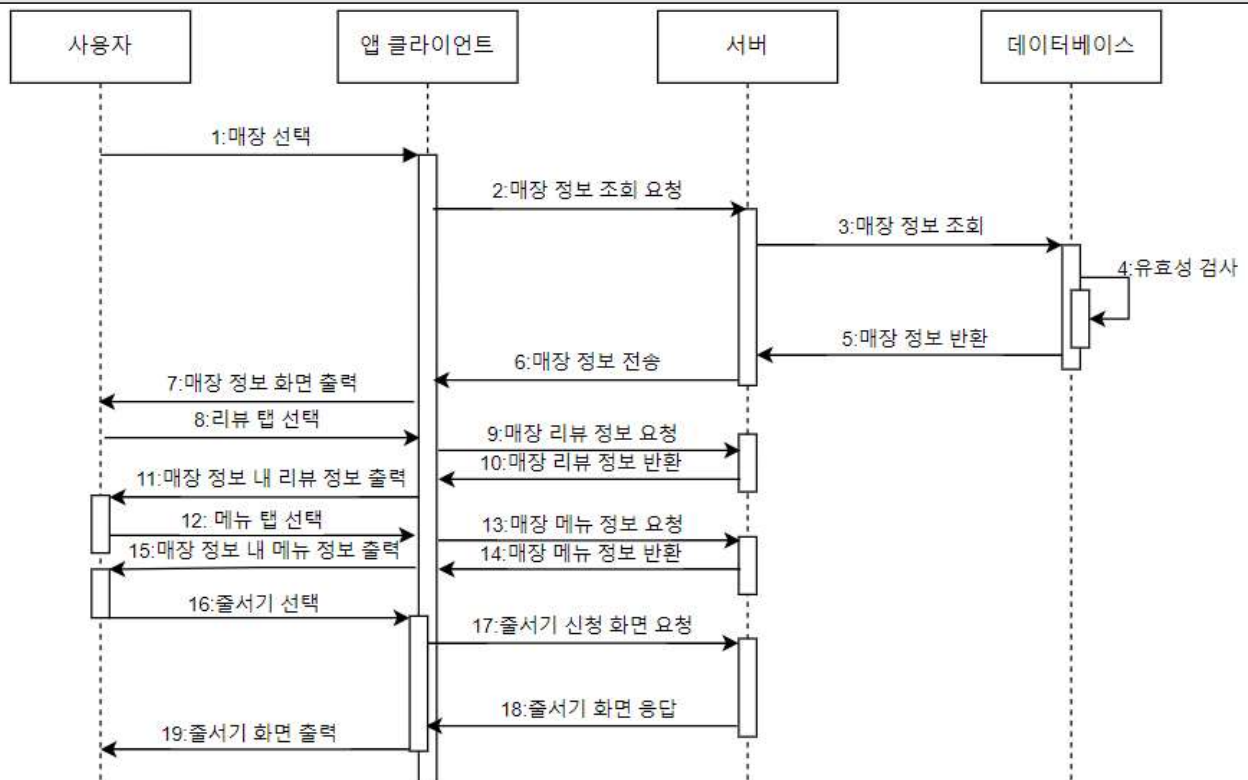 사용자
앱 클라이언트
서버
데이터베이스
1:매장 선택
2:매장 정보 조회 요청
3:매장 정보 조회
4:유효성 검사
5:매장 정보 반환
6:매장 정보 전송
7:매장 정보 화면 출력
8:리뷰 탭 선택
9:매장 리뷰 정보 요청
10:매장 리뷰 정보 반환
11:매장 정보 내 리뷰 정보 출력
12: 메뉴 탭 선택
13:매장 메뉴 정보 요청
14:매장 메뉴 정보 반환
15:매장 정보 내 메뉴 정보 출력
16:줄서기 선택
17:줄서기 신청 화면 요청
18:줄서기 화면 응답
19:줄서기 화면 출력